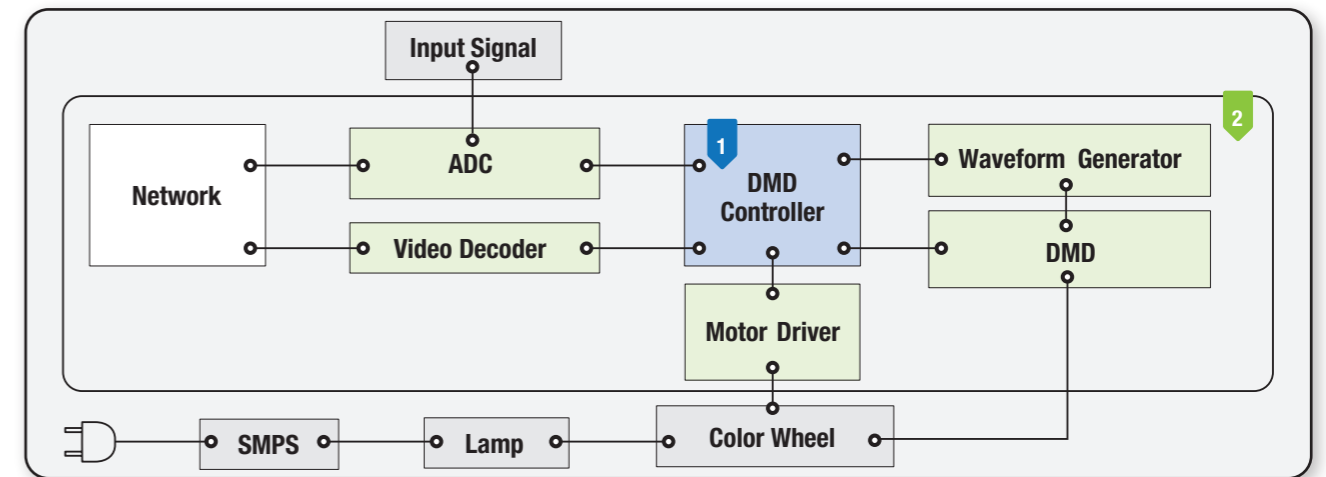 Input Signal
2
Network
ADC
1
DMD
Controller
Waveform Generator
Video Decoder
DMD
Motor Driver
SMPS
Lamp
Color Wheel